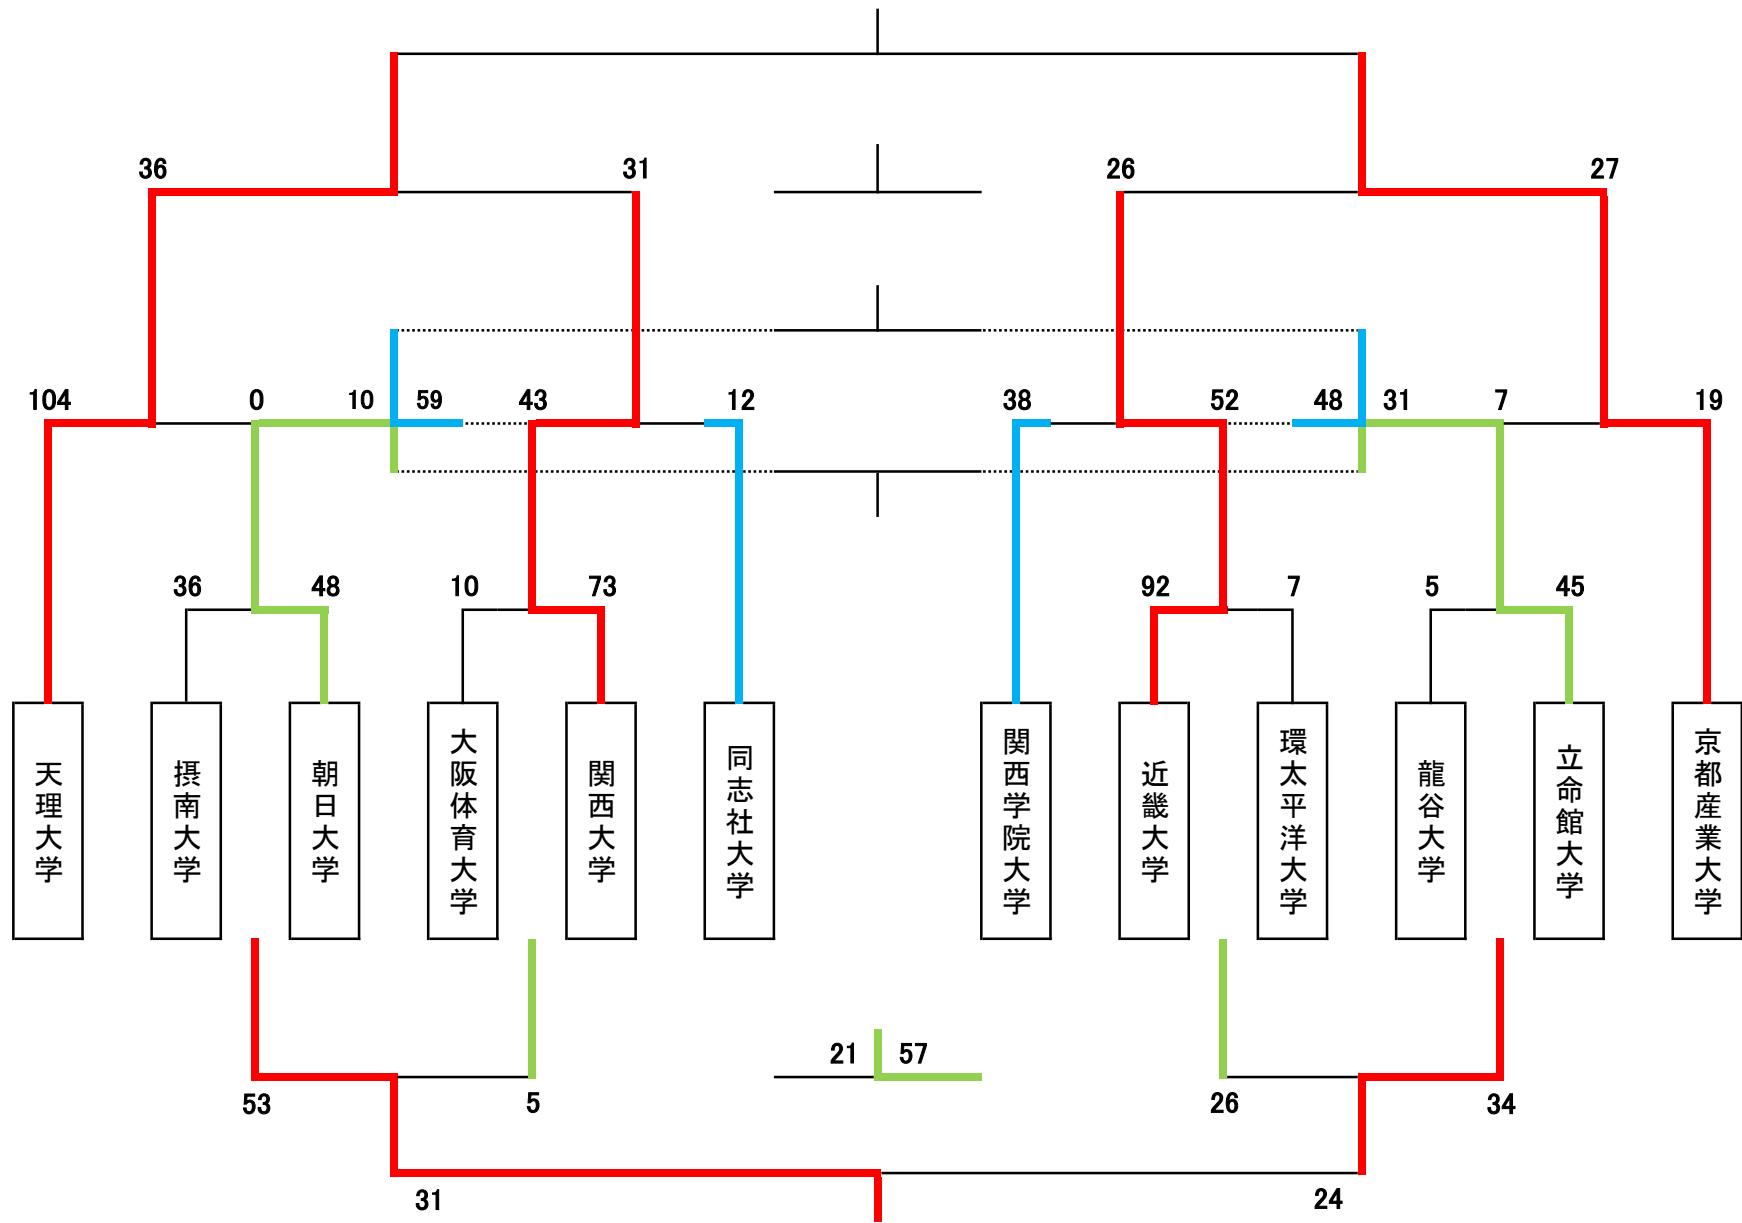 36 31 26 27
104 0 10 59 43 12 38 52 48 31 7 19
36 48 10 73 92 7 5 45
天理大学
摂南大学
朝日大学
大阪体育大学
関西大学
同志社大学
関西学院大学
近畿大学
環太平洋大学
龍谷大学
立命館大学
京都産業大学
21 57
53 5 26 34
31 24